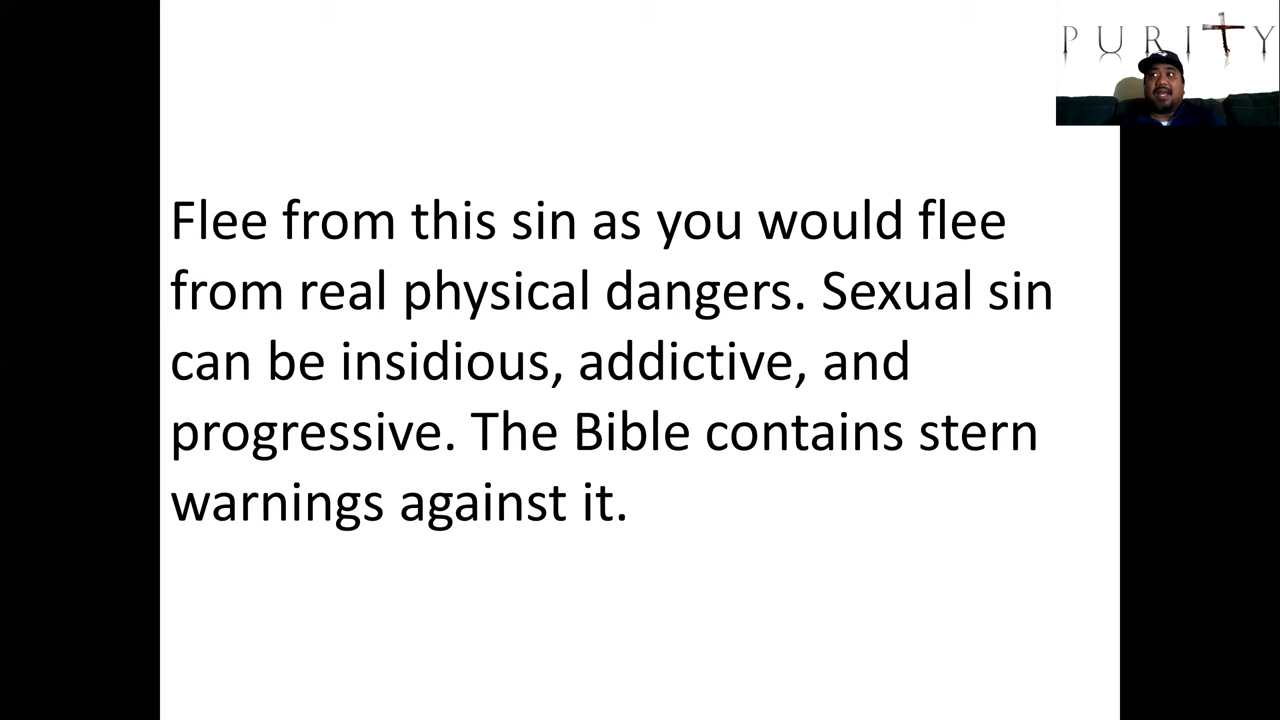 PURITY
Flee from this sin as you would flee
from real physical dangers. Sexual sin
can be insidious, addictive, and
progressive. The Bible contains stern
warnings against it.